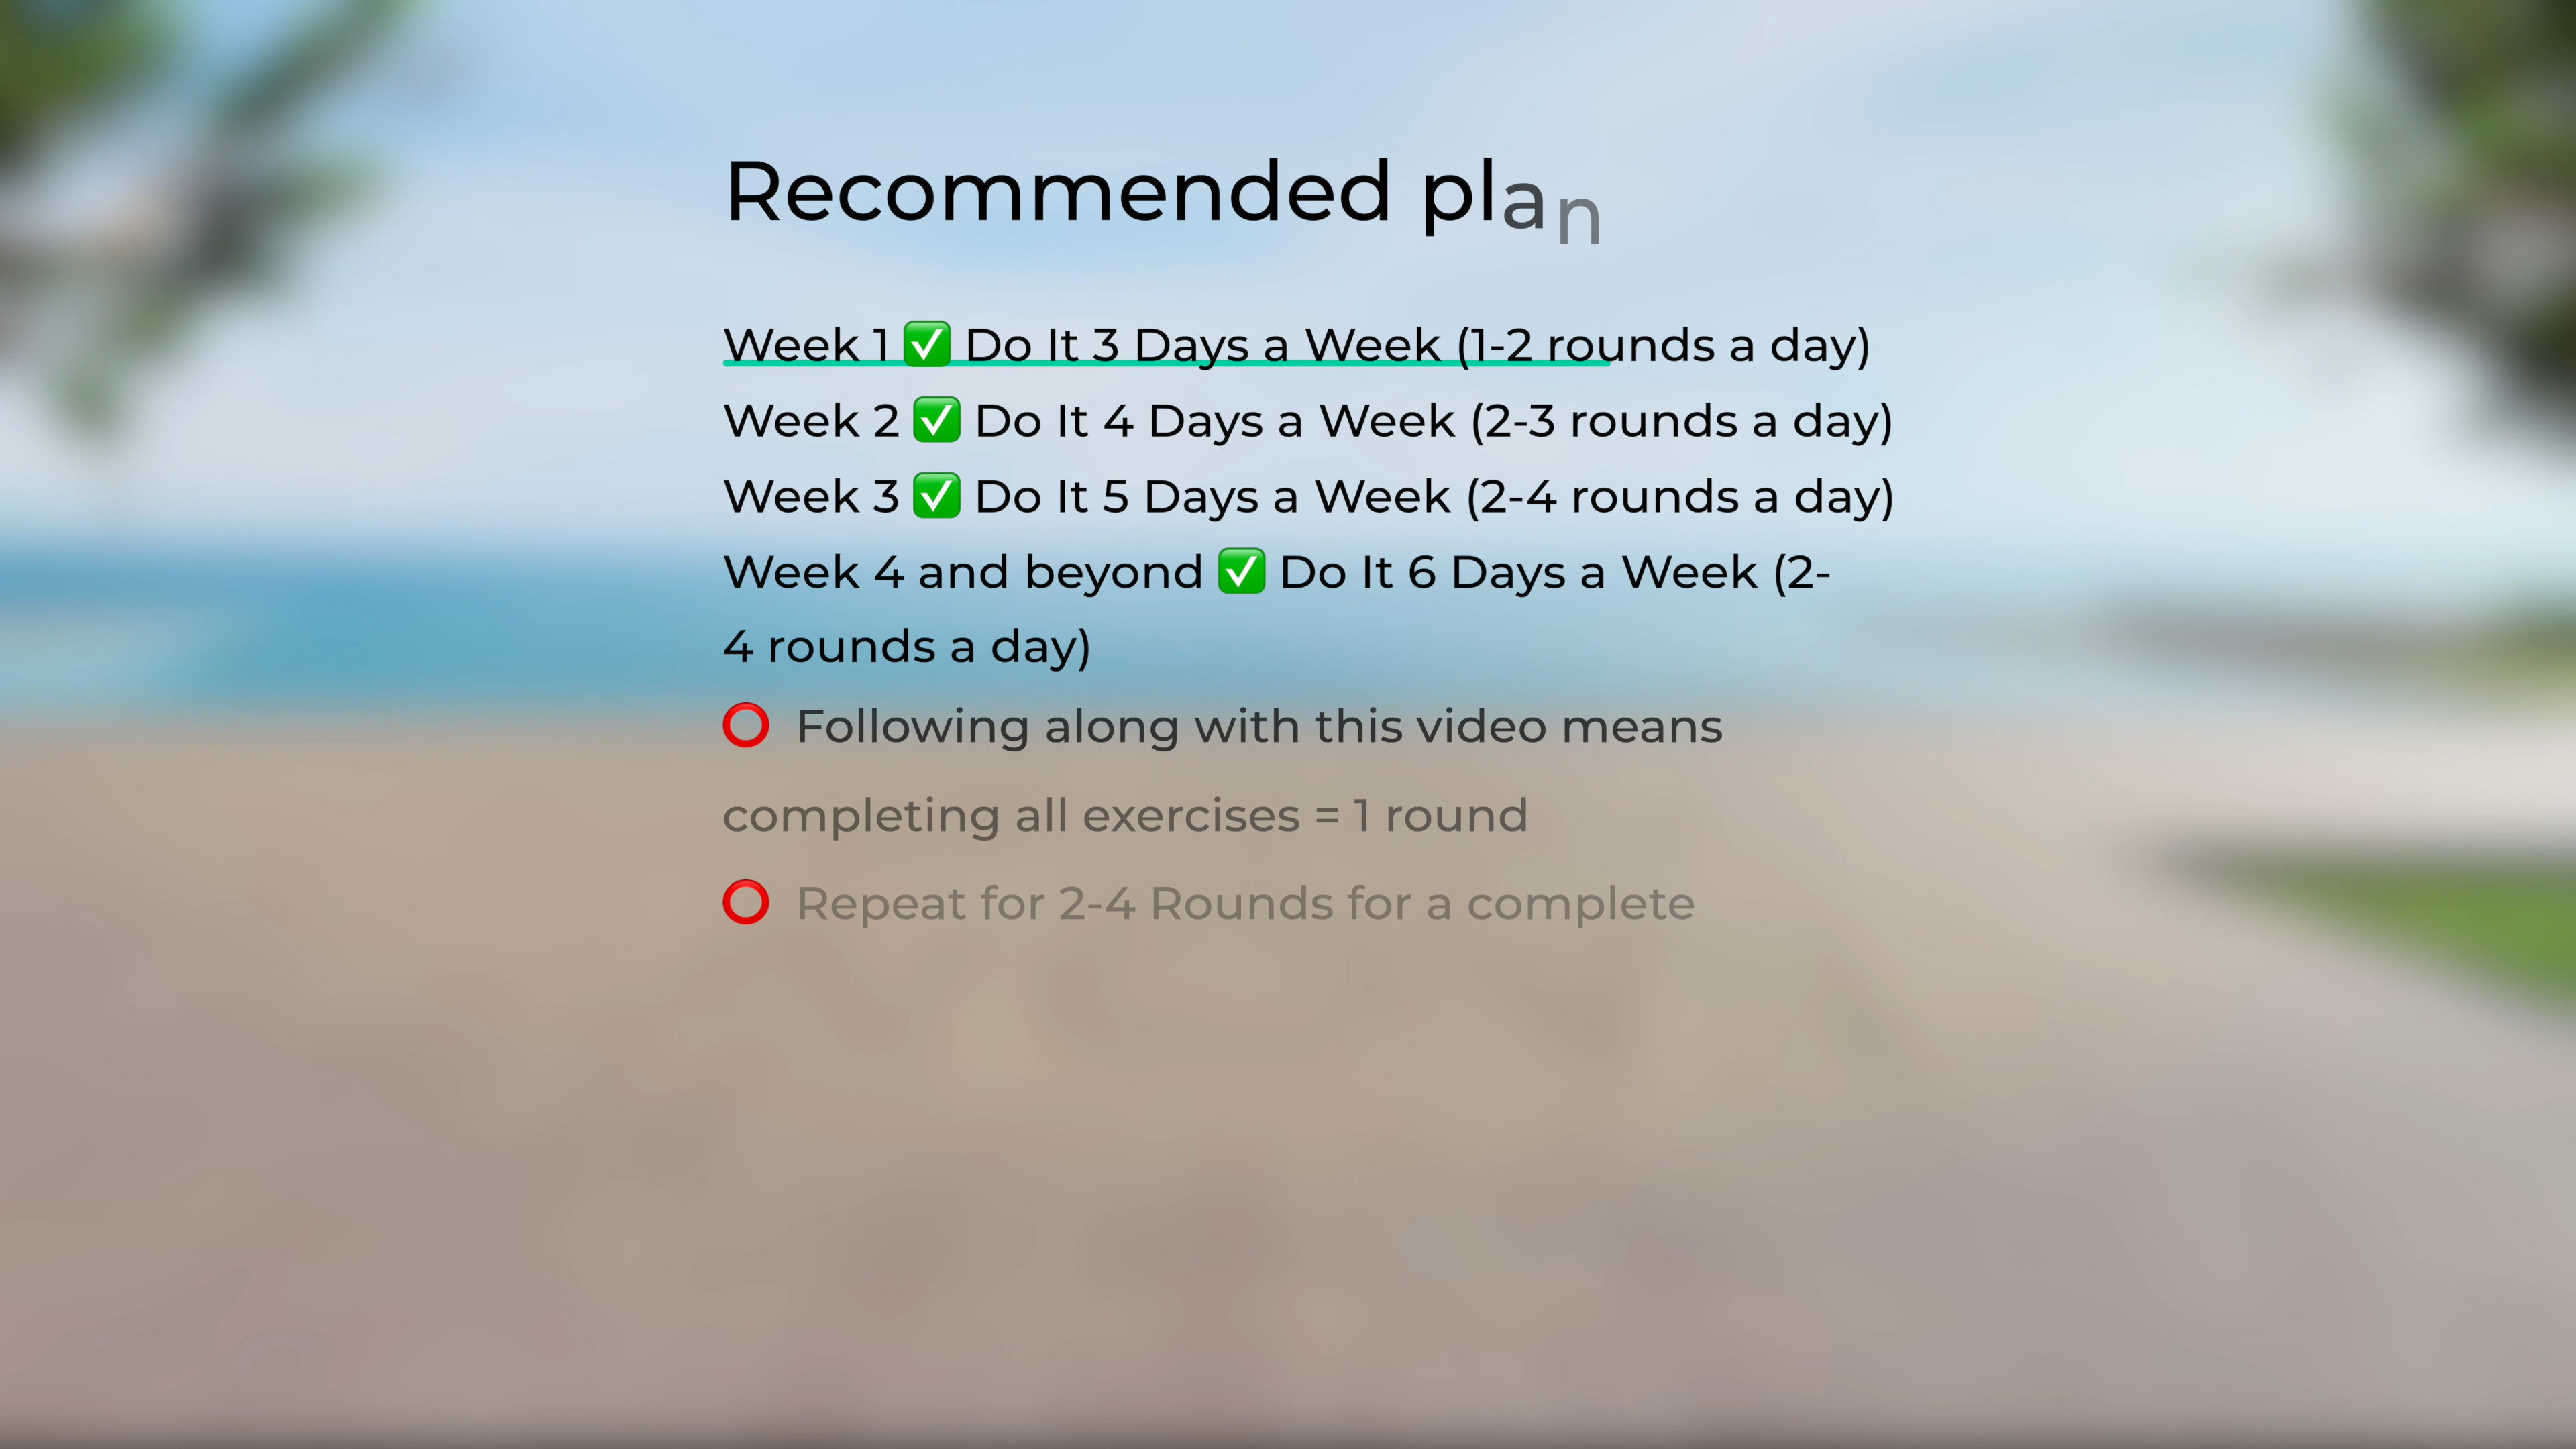 Recommended plan
Week 1 ✅ Do It 3 Days a Week (1-2 rounds a day)
Week 2 ✅ Do It 4 Days a Week (2-3 rounds a day)
Week 3 ✅ Do It 5 Days a Week (2-4 rounds a day)
Week 4 and beyond ✅ Do It 6 Days a Week (2-
4 rounds a day)
⭕ Following along with this video means
completing all exercises = 1 round
⭕ Repeat for 2-4 Rounds for a complete